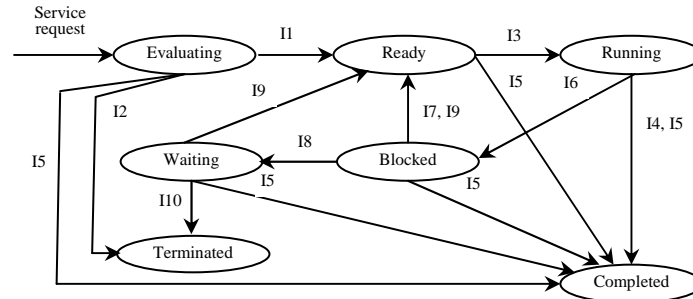 Service
request
Evaluating
I1
Ready
I3
Running
I2
I9
I5
I6
I7, I9
I4, I5
I5
Waiting
I8
Blocked
I5
I5
I10
Terminated
Completed